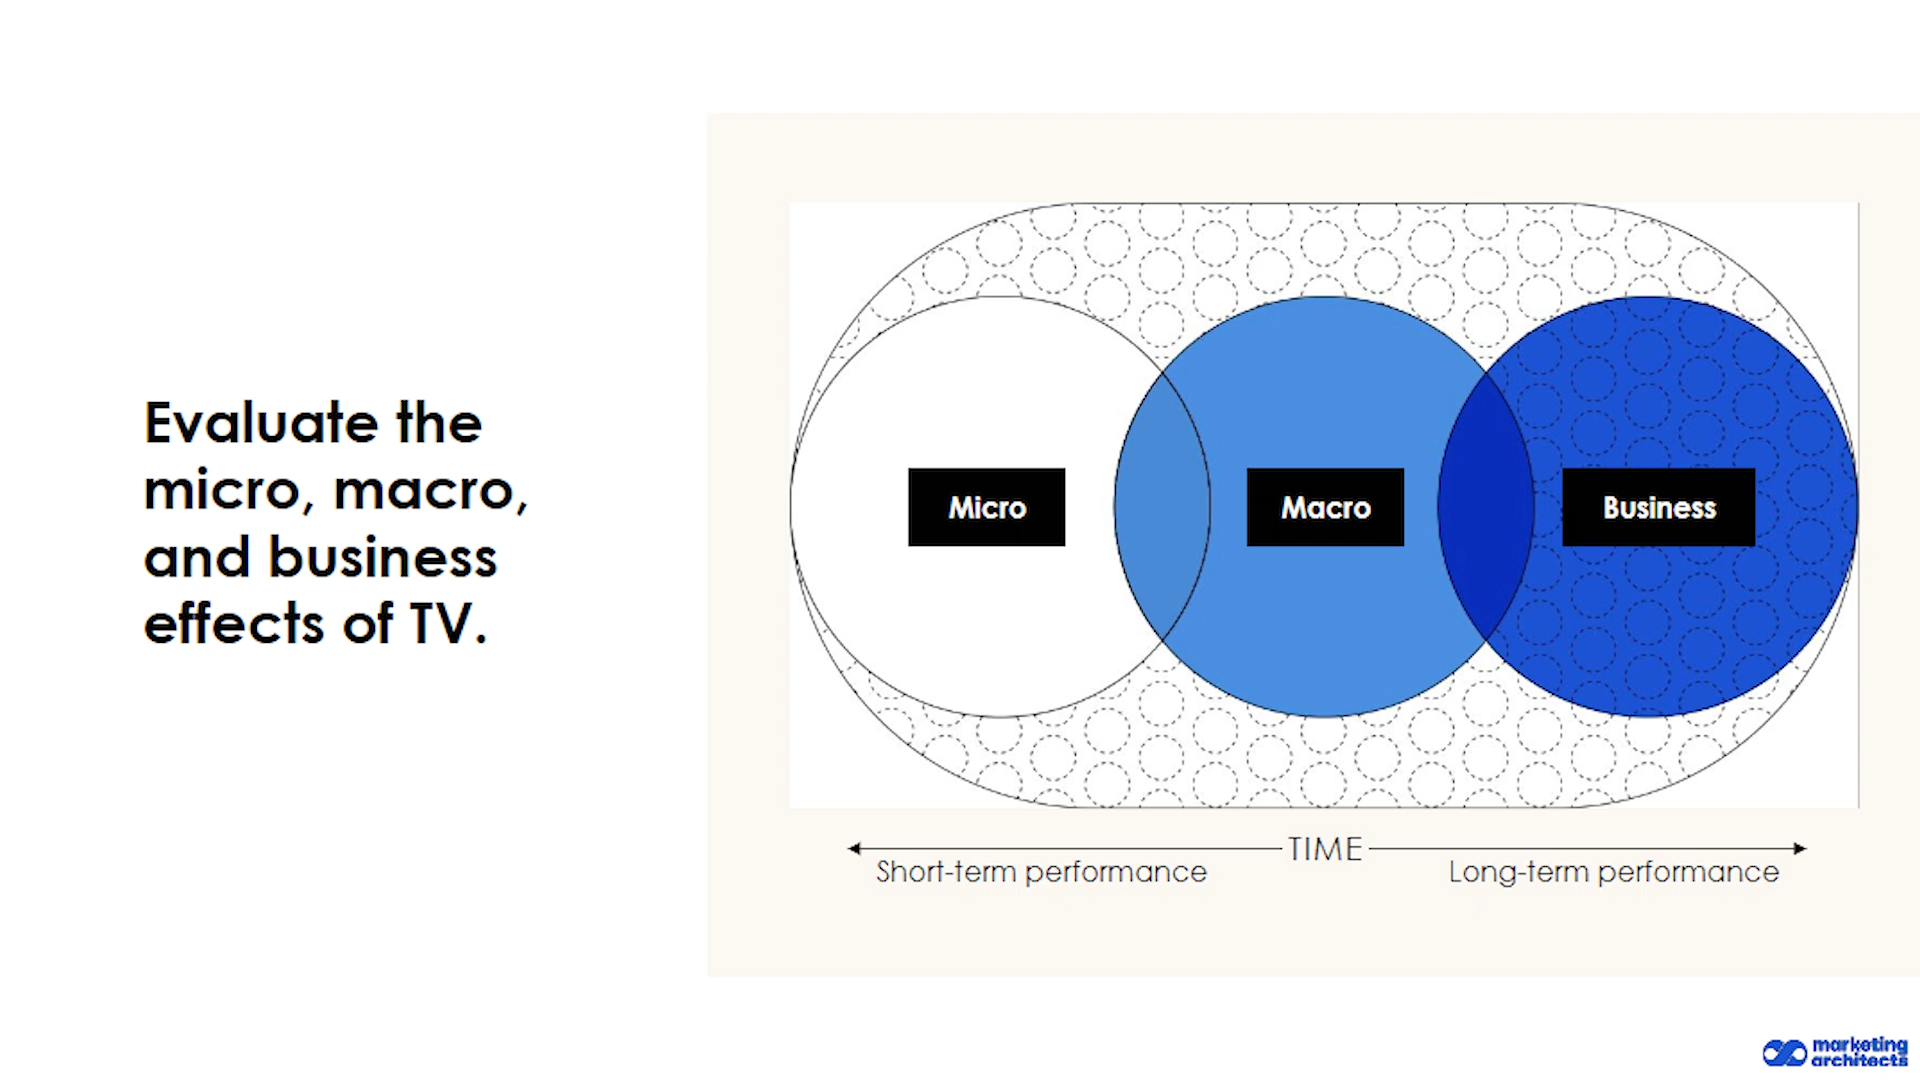 Evaluate the
micro, macro,
and business
effects of TV.
Micro
Macro
Business
TIME
Short-term performance
Long-term performance
marketing
architects